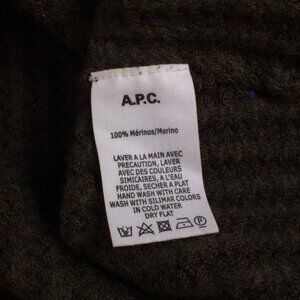 A.P.C.
100% Mérinos/Merino
LAVER A LA MAIN AVEC
PRECAUTION, LAVER
AVEC DES COULEURS
SIMILAIRES, A L'EAU
FROIDE, SECHER A PLAT
HAND WASH WITH CARE
WASH WITH SILIMAR COLORS
IN COLD WATER
DRY FLAT